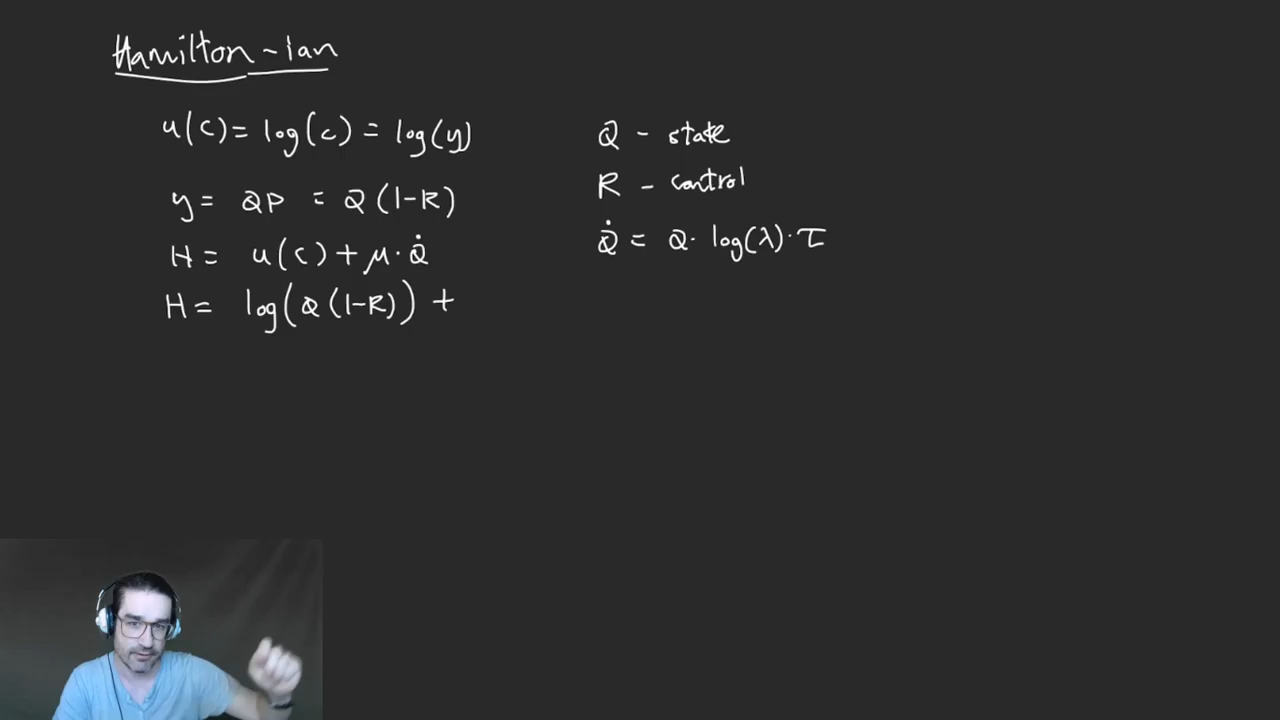 Hamilton-ian
u(c) = log(c) = log(y)
y = QP = Q(1-R)
H = u(c) + μ·Q̇
H = log(Q(1-R)) +
Q - state
R - control
Q̇ = Q·log(λ)·τ